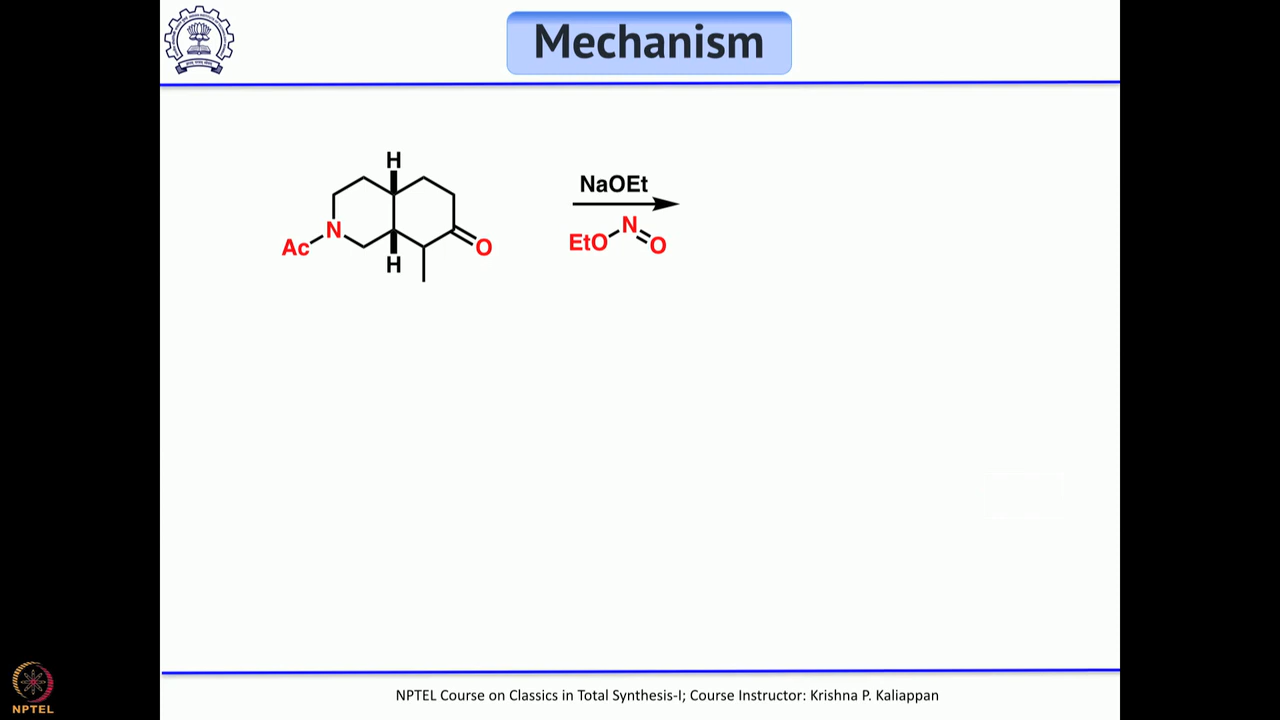 Mechanism
H
NaOEt
N
Ac
O
H
EtO
N
O
NPTEL Course on Classics in Total Synthesis-I; Course Instructor: Krishna P. Kaliappan
NPTEL